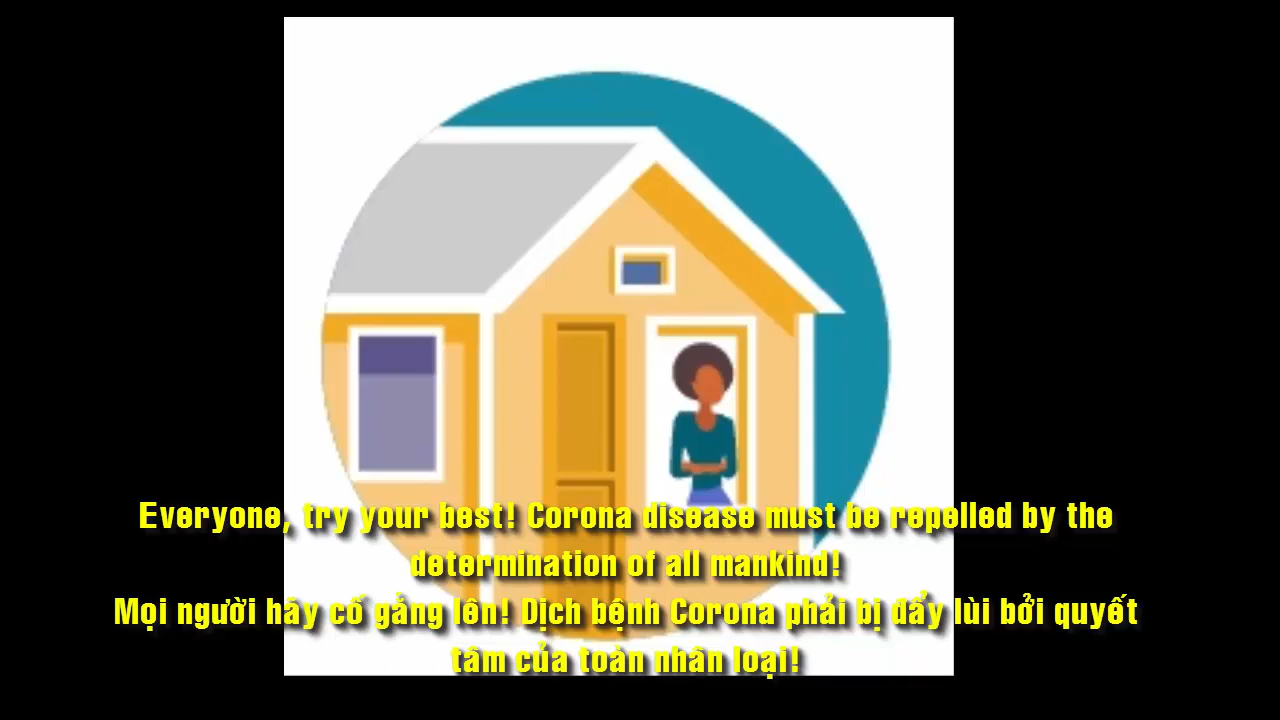 Everyone, try your best! Corona disease must be repelled by the
determination of all mankind!
Mọi người hãy cố gắng lên! Dịch bệnh Corona phải bị đẩy lùi bởi quyết
tâm của toàn nhân loại!